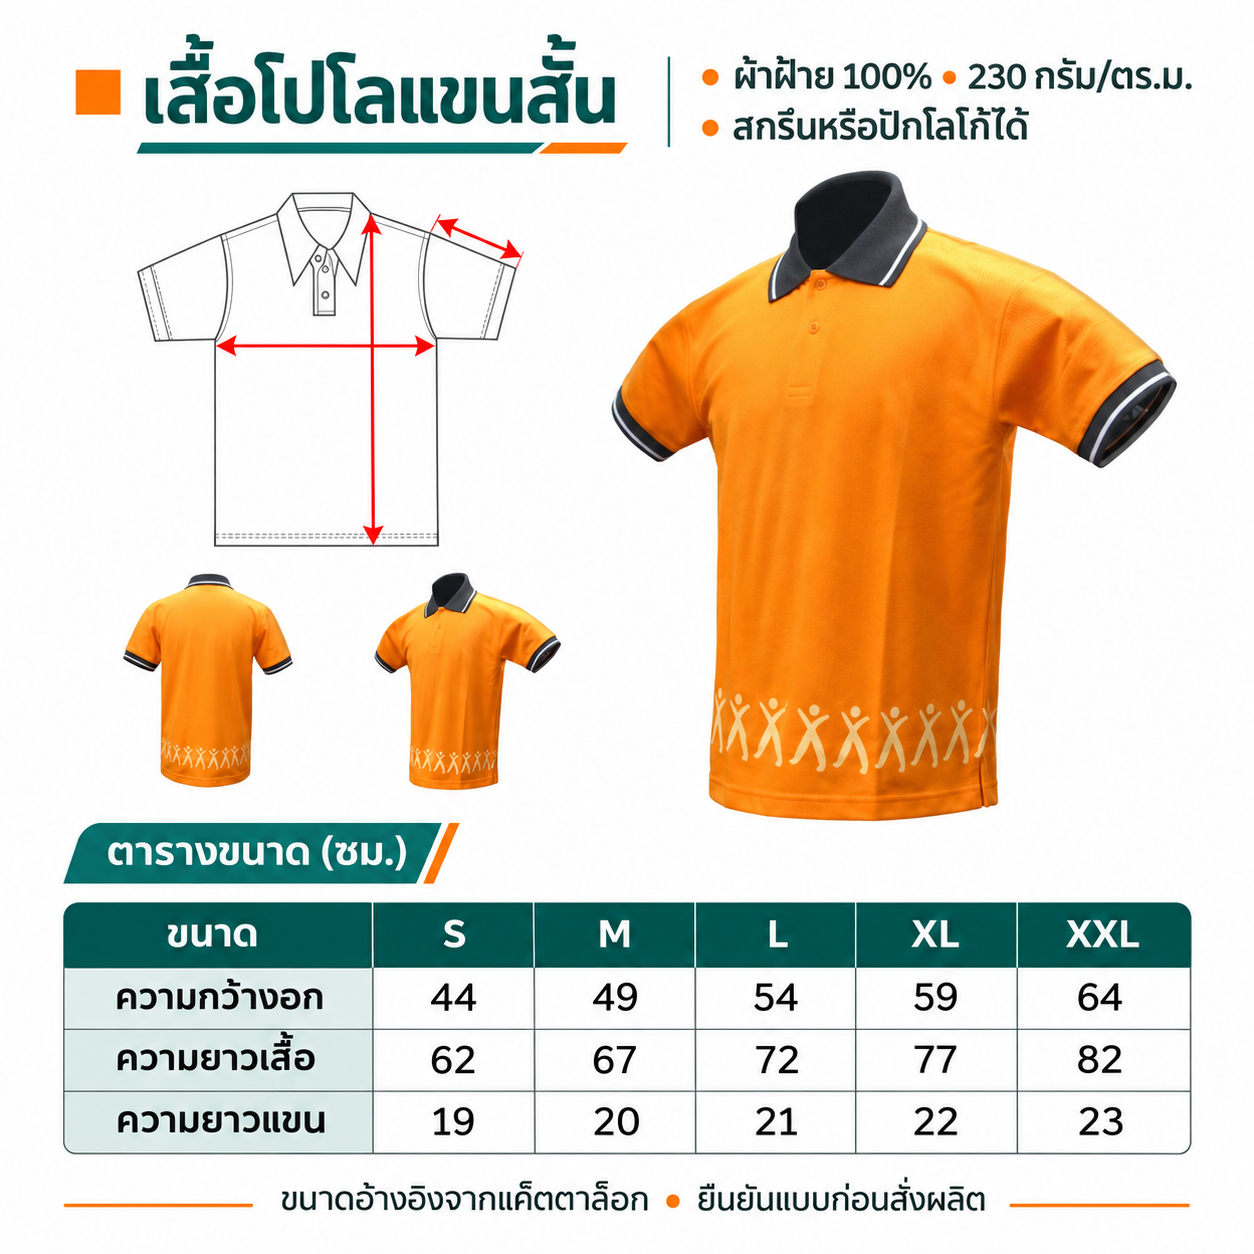 เสื้อโปโลแขนสั้น
• ผ้าฝ้าย 100% • 230 กรัม/ตร.ม.
• สกรีนหรือปักโลโก้ได้
ตารางขนาด (ซม.)
ขนาด S M L XL XXL
ความกว้างอก 44 49 54 59 64
ความยาวเสื้อ 62 67 72 77 82
ความยาวแขน 19 20 21 22 23
ขนาดอ้างอิงจากแค็ตตาล็อก • ยืนยันแบบก่อนสั่งผลิต